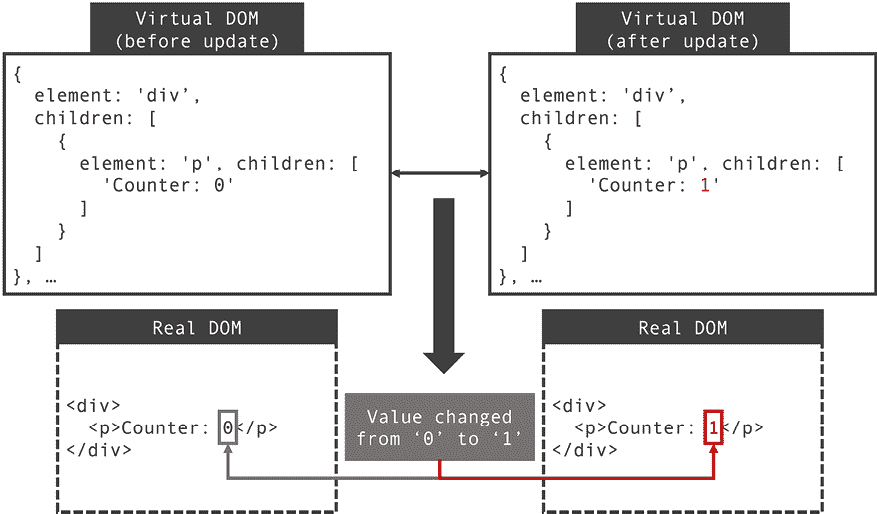 Virtual DOM
(before update)
{
  element: 'div’,
  children: [
    {
      element: 'p', children: [
        'Counter: 0'
      ]
    }
  ]
}, …
Virtual DOM
(after update)
{
  element: 'div’,
  children: [
    {
      element: 'p', children: [
        'Counter: 1'
      ]
    }
  ]
}, …
Real DOM
<div>
  <p>Counter: 0</p>
</div>
Value changed
from ‘0’ to ‘1’
Real DOM
<div>
  <p>Counter: 1</p>
</div>